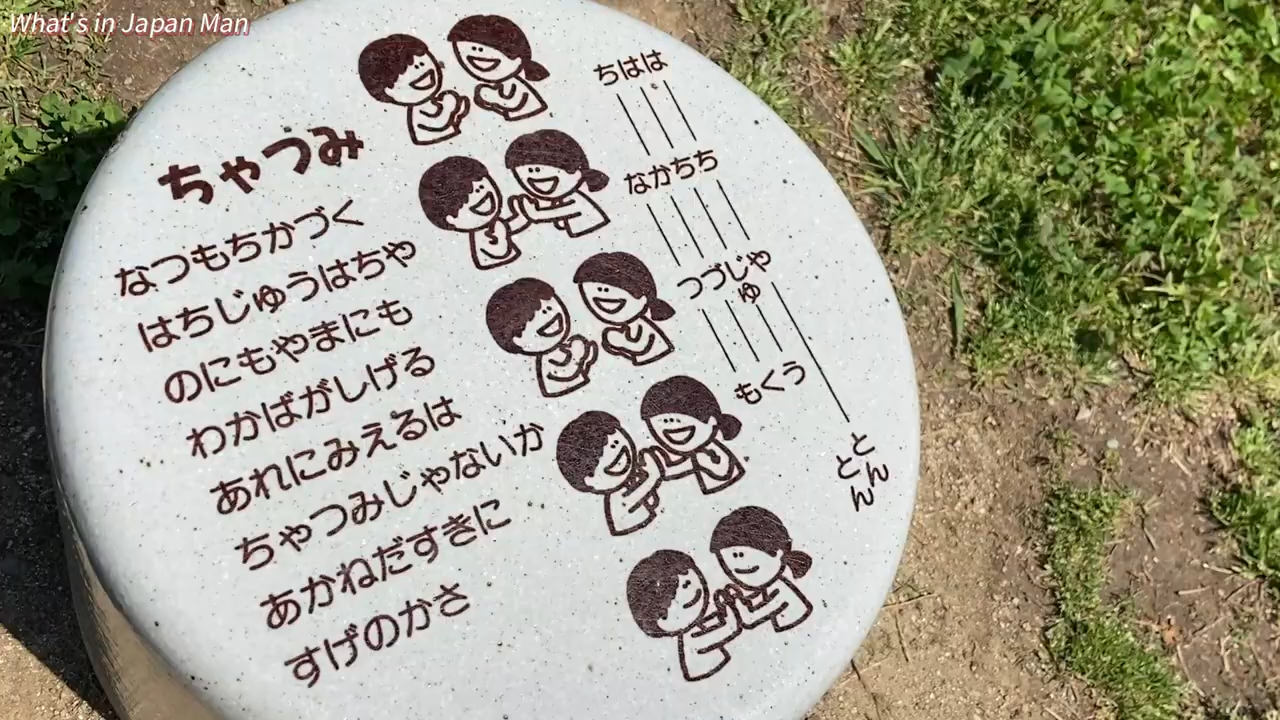 What's in Japan Man
ちゃつみ
なつもちかづく
はちじゅうはちや
のにもやまにも
わかばがしげる
あれにみえるは
ちゃつみじゃないか
あかねだすきに
すげのかさ
ちはは
なかちち
つづじゃ
ゅ
もくう
とん
とん